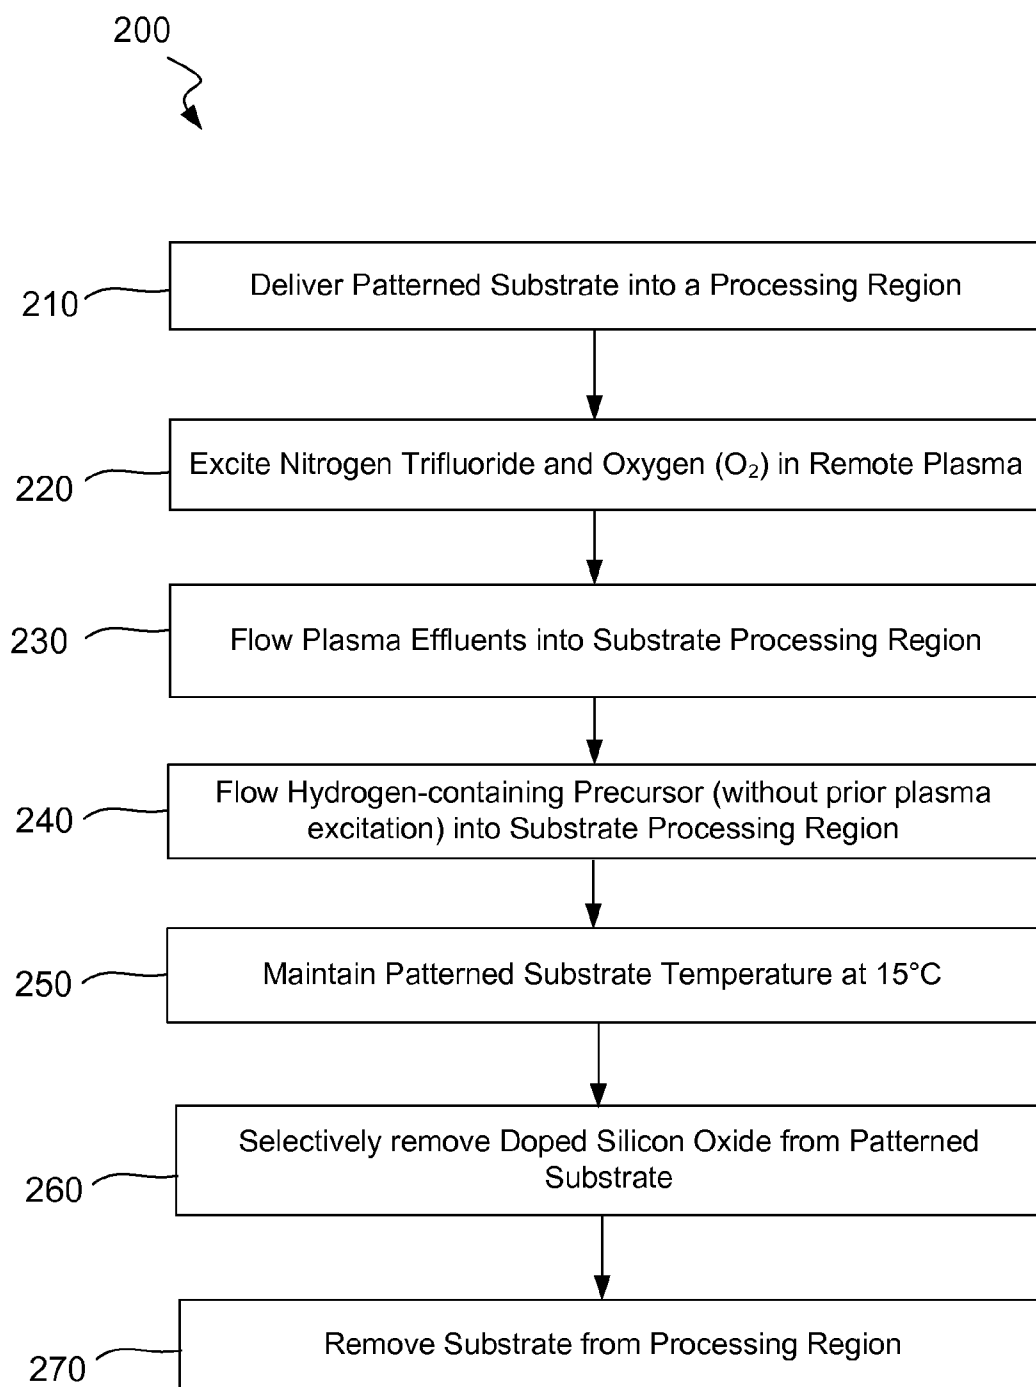 200
210
Deliver Patterned Substrate into a Processing Region
220
Excite Nitrogen Trifluoride and Oxygen (O₂) in Remote Plasma
230
Flow Plasma Effluents into Substrate Processing Region
240
Flow Hydrogen-containing Precursor (without prior plasma
excitation) into Substrate Processing Region
250
Maintain Patterned Substrate Temperature at 15°C
260
Selectively remove Doped Silicon Oxide from Patterned
Substrate
270
Remove Substrate from Processing Region